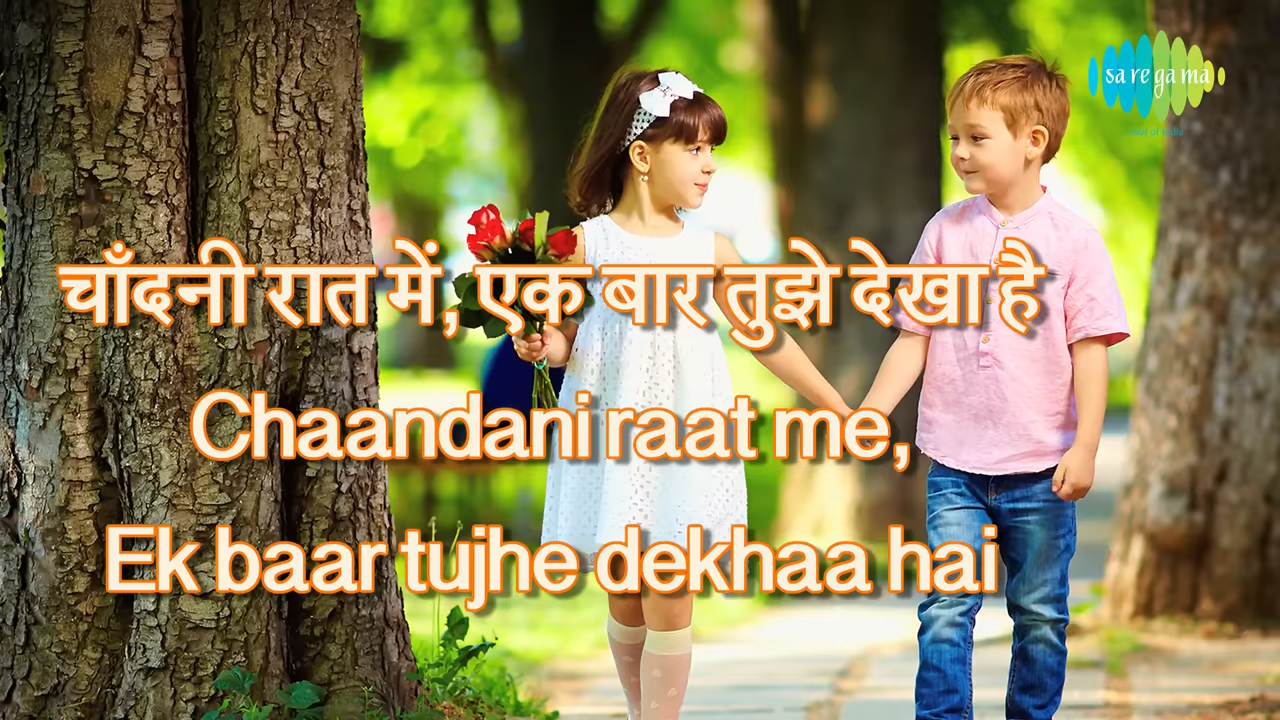 sa re ga ma
चाँदनी रात में, एक बार तुझे देखा है
Chaandani raat me,
Ek baar tujhe dekhaa hai